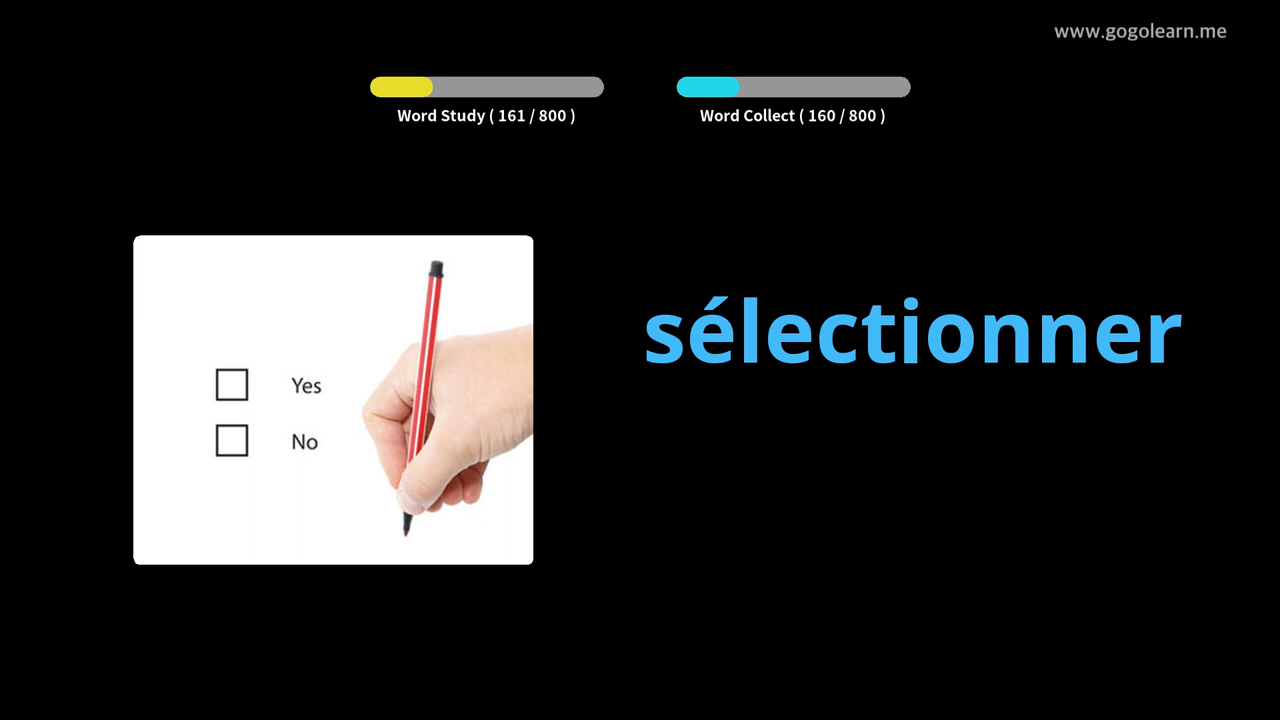 www.gogolearn.me
Word Study ( 161 / 800 )
Word Collect ( 160 / 800 )
sélectionner
Yes
No